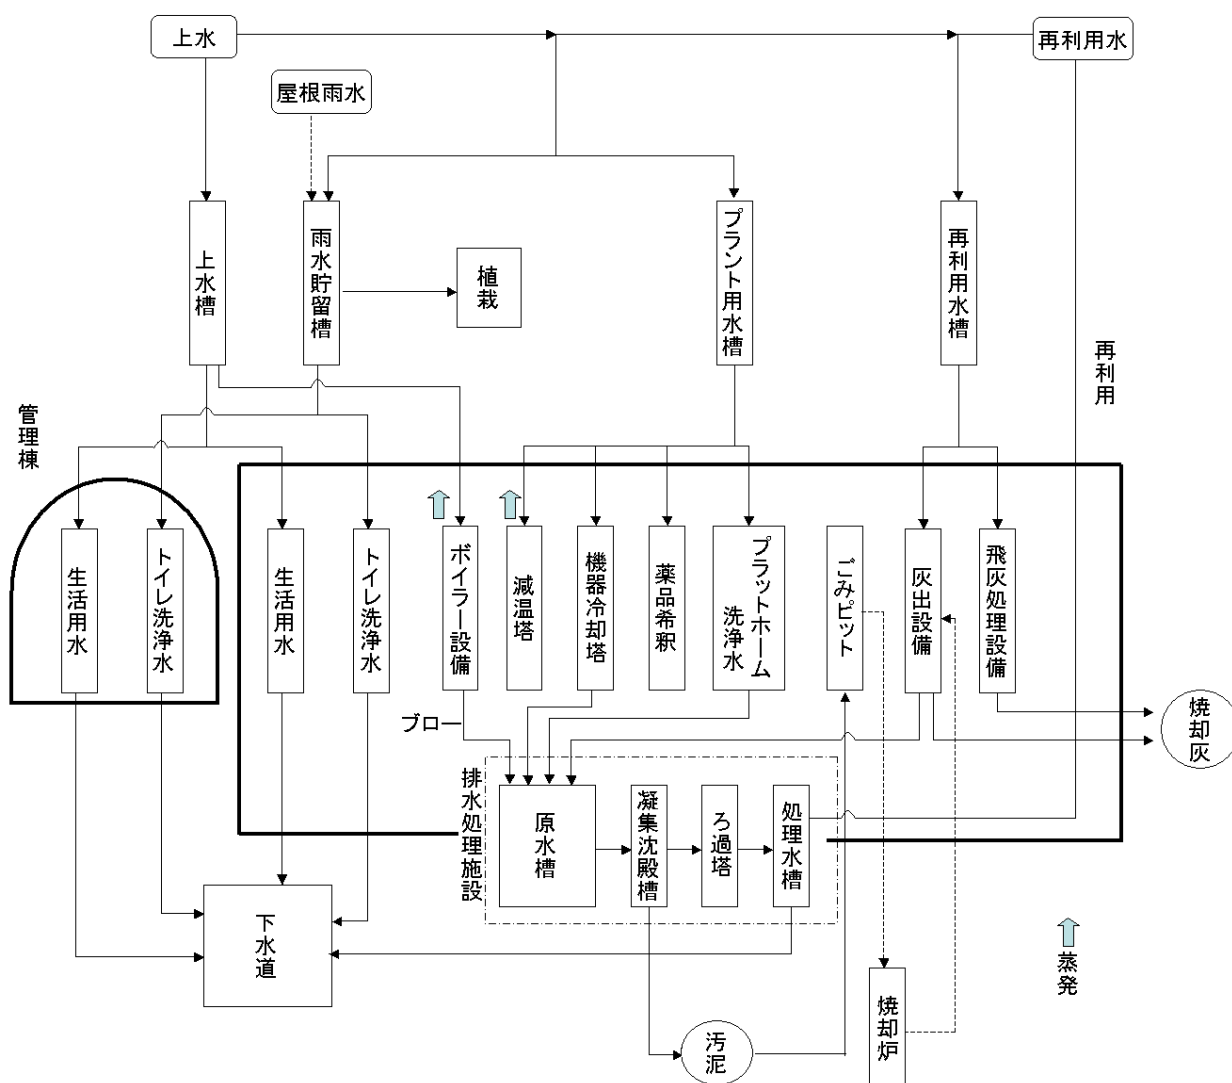 上水
再利用水
屋根雨水
上水槽
雨水貯留槽
植栽
プラント用水槽
再利用水槽
再利用
管理棟
生活用水
トイレ洗浄水
生活用水
トイレ洗浄水
ボイラー設備
減温塔
機器冷却塔
薬品希釈
プラットホーム
洗浄水
ごみピット
灰出設備
飛灰処理設備
焼却灰
ブロー
排水処理施設
原水槽
凝集沈殿槽
ろ過塔
処理水槽
下水道
蒸発
汚泥
焼却炉